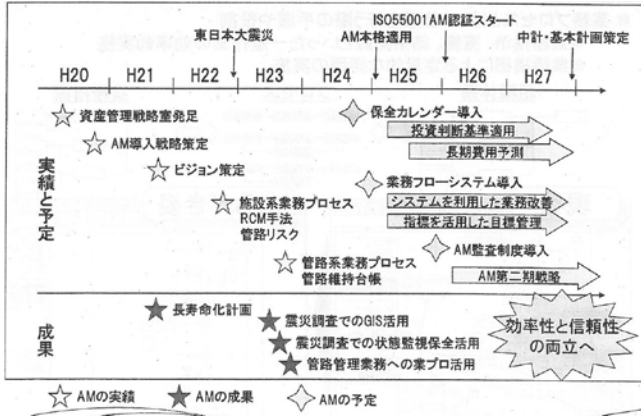 ISO55001AM認証スタート
東日本大震災
AM本格適用
中計・基本計画策定
H20
H21
H22
H23
H24
H25
H26
H27
実績と予定
資産管理戦略室発足
AM導入戦略策定
ビジョン策定
施設系業務プロセス
RCM手法
管路リスク
管路系業務プロセス
管路維持台帳
保全カレンダー導入
投資判断基準適用
長期費用予測
業務フローシステム導入
システムを利用した業務改善
指標を活用した目標管理
AM監査制度導入
AM第二期戦略
成果
長寿命化計画
震災調査でのGIS活用
震災調査での状態監視保全活用
管路管理業務への業プロ活用
効率性と信頼性
の両立へ
AMの実績
AMの成果
AMの予定